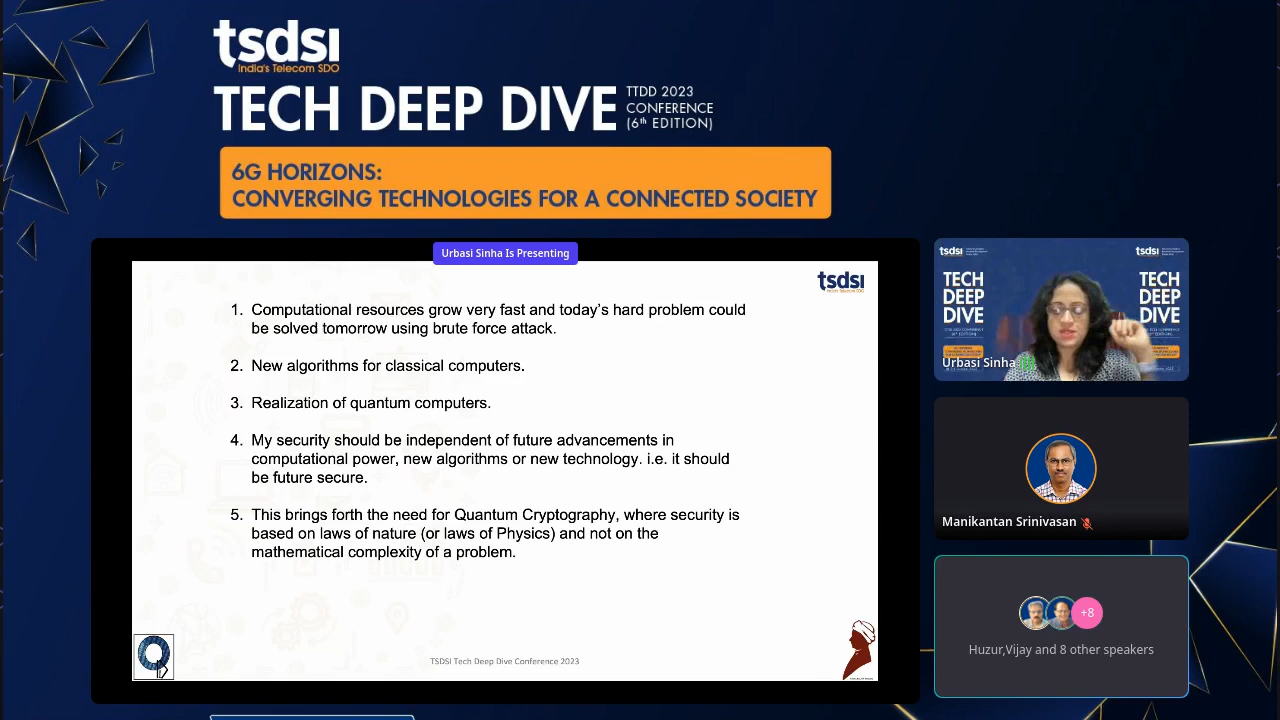 tsdsi
India's Telecom SDO
TECH DEEP DIVE
TTDD 2023
CONFERENCE
(6th EDITION)
6G HORIZONS:
CONVERGING TECHNOLOGIES FOR A CONNECTED SOCIETY
Urbasi Sinha Is Presenting
tsdsi
1. Computational resources grow very fast and today's hard problem could
be solved tomorrow using brute force attack.
2. New algorithms for classical computers.
3. Realization of quantum computers.
4. My security should be independent of future advancements in
computational power, new algorithms or new technology. i.e. it should
be future secure.
5. This brings forth the need for Quantum Cryptography, where security is
based on laws of nature (or laws of Physics) and not on the
mathematical complexity of a problem.
TSDSI Tech Deep Dive Conference 2023
tsdsi
tsdsi
TECH
DEEP
DIVE
TECH
DEEP
DIVE
Urbasi Sinha
Manikantan Srinivasan
+8
Huzur,Vijay and 8 other speakers